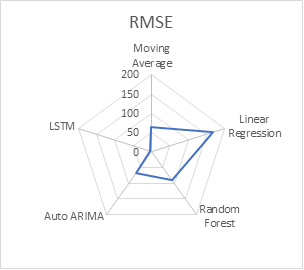 RMSE
Moving
Average
200
150
100
50
0
Linear
Regression
Random
Forest
Auto ARIMA
LSTM